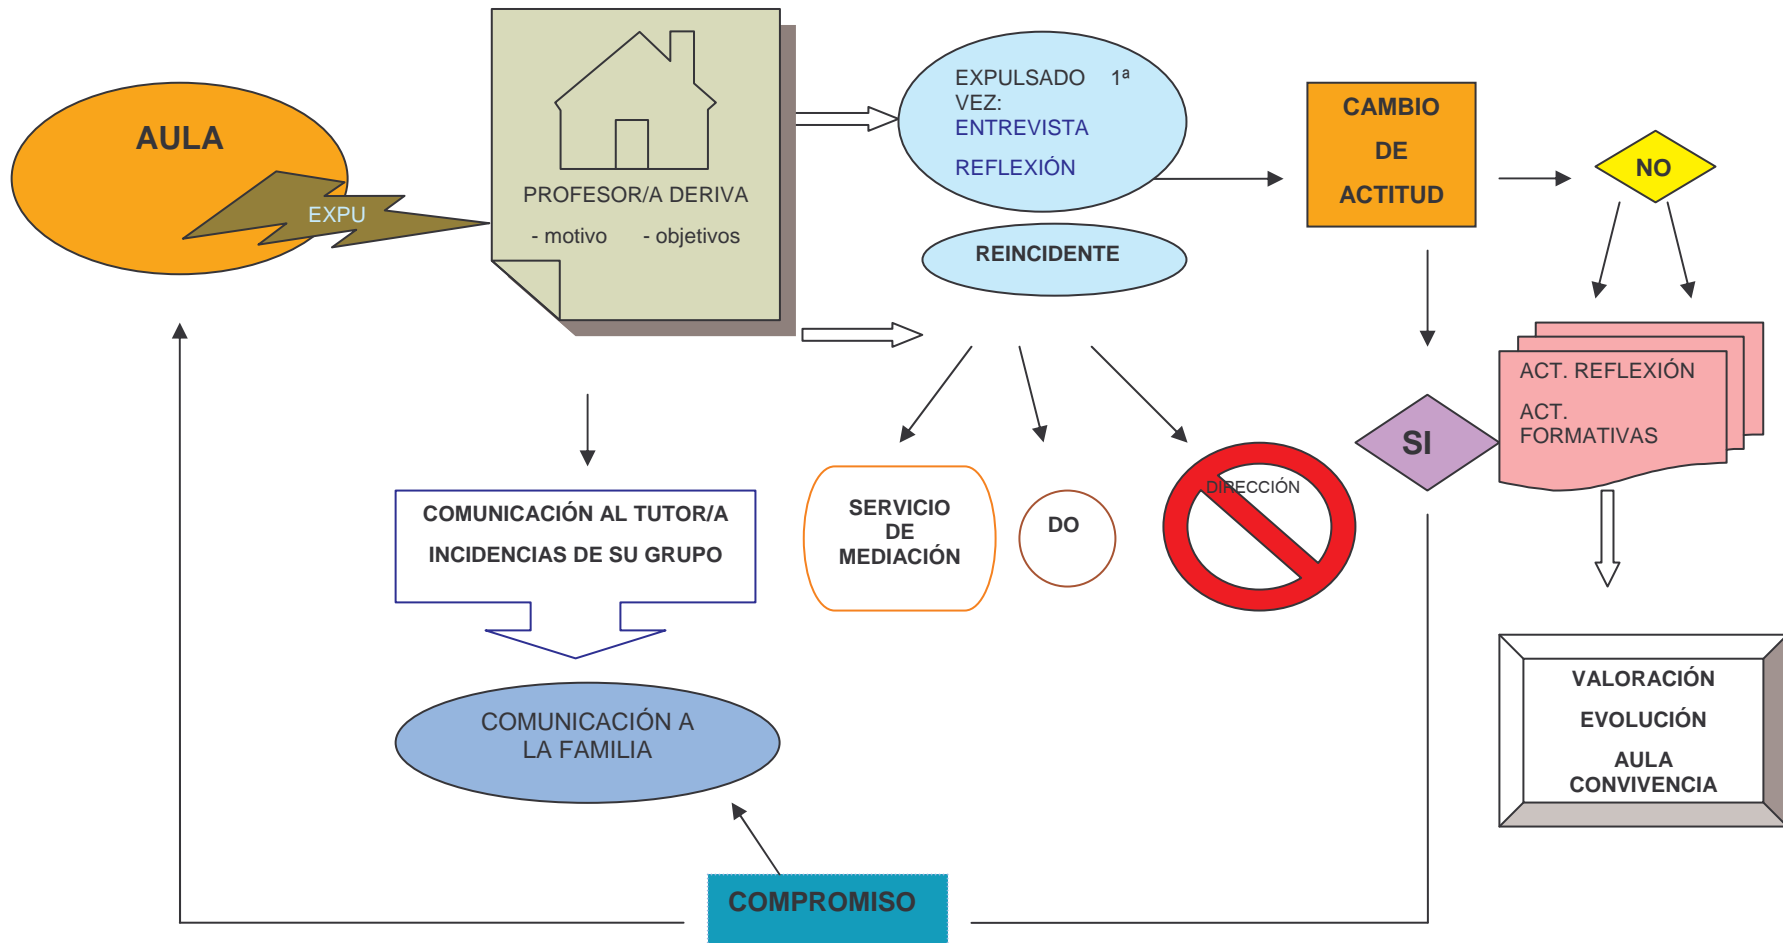 AULA
EXPU
PROFESOR/A DERIVA
- motivo - objetivos
EXPULSADO 1ª
VEZ:
ENTREVISTA
REFLEXIÓN
REINCIDENTE
CAMBIO
DE
ACTITUD
NO
SI
ACT. REFLEXIÓN
ACT.
FORMATIVAS
COMUNICACIÓN AL TUTOR/A
INCIDENCIAS DE SU GRUPO
SERVICIO
DE
MEDIACIÓN
DO
DIRECCIÓN
COMUNICACIÓN A
LA FAMILIA
VALORACIÓN
EVOLUCIÓN
AULA
CONVIVENCIA
COMPROMISO